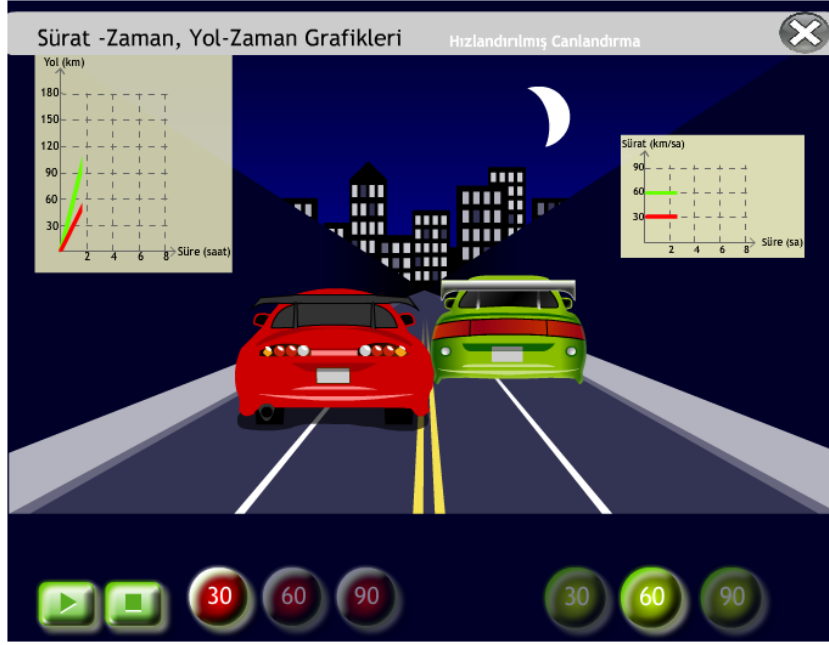 Sürat -Zaman, Yol-Zaman Grafikleri
Hızlandırılmış Canlandırma
Yol (km)
180
150
120
90
60
30
2 4 6 8 Süre (saat)
Sürat (km/sa)
90
60
30
2 4 6 8 Süre (sa)
30 60 90
30 60 90